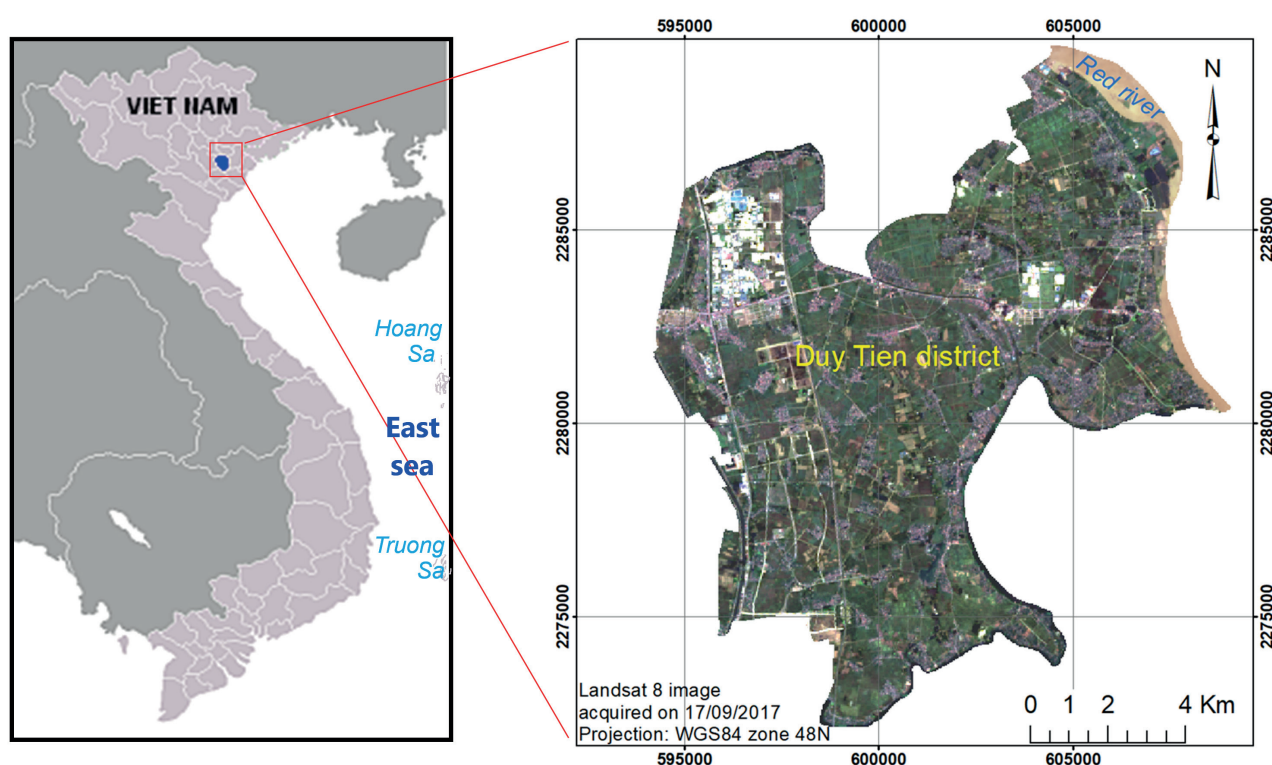 VIET NAM
Hoang
Sa
East
sea
Truong
Sa
595000
600000
605000
2285000
2285000
2280000
2280000
2275000
2275000
Red river
N
Duy Tien district
Landsat 8 image
acquired on 17/09/2017
Projection: WGS84 zone 48N
0 1 2 4 Km
595000
600000
605000